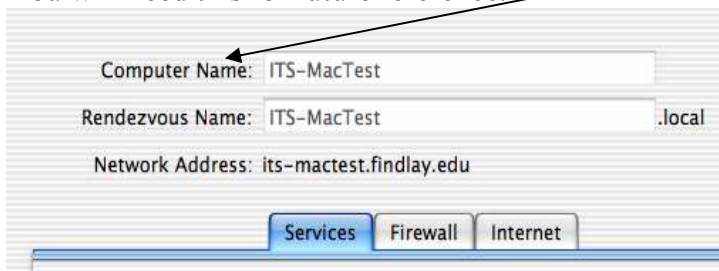 Computer Name: ITS-MacTest
Rendezvous Name: ITS-MacTest .local
Network Address: its-mactest.findlay.edu
Services Firewall Internet